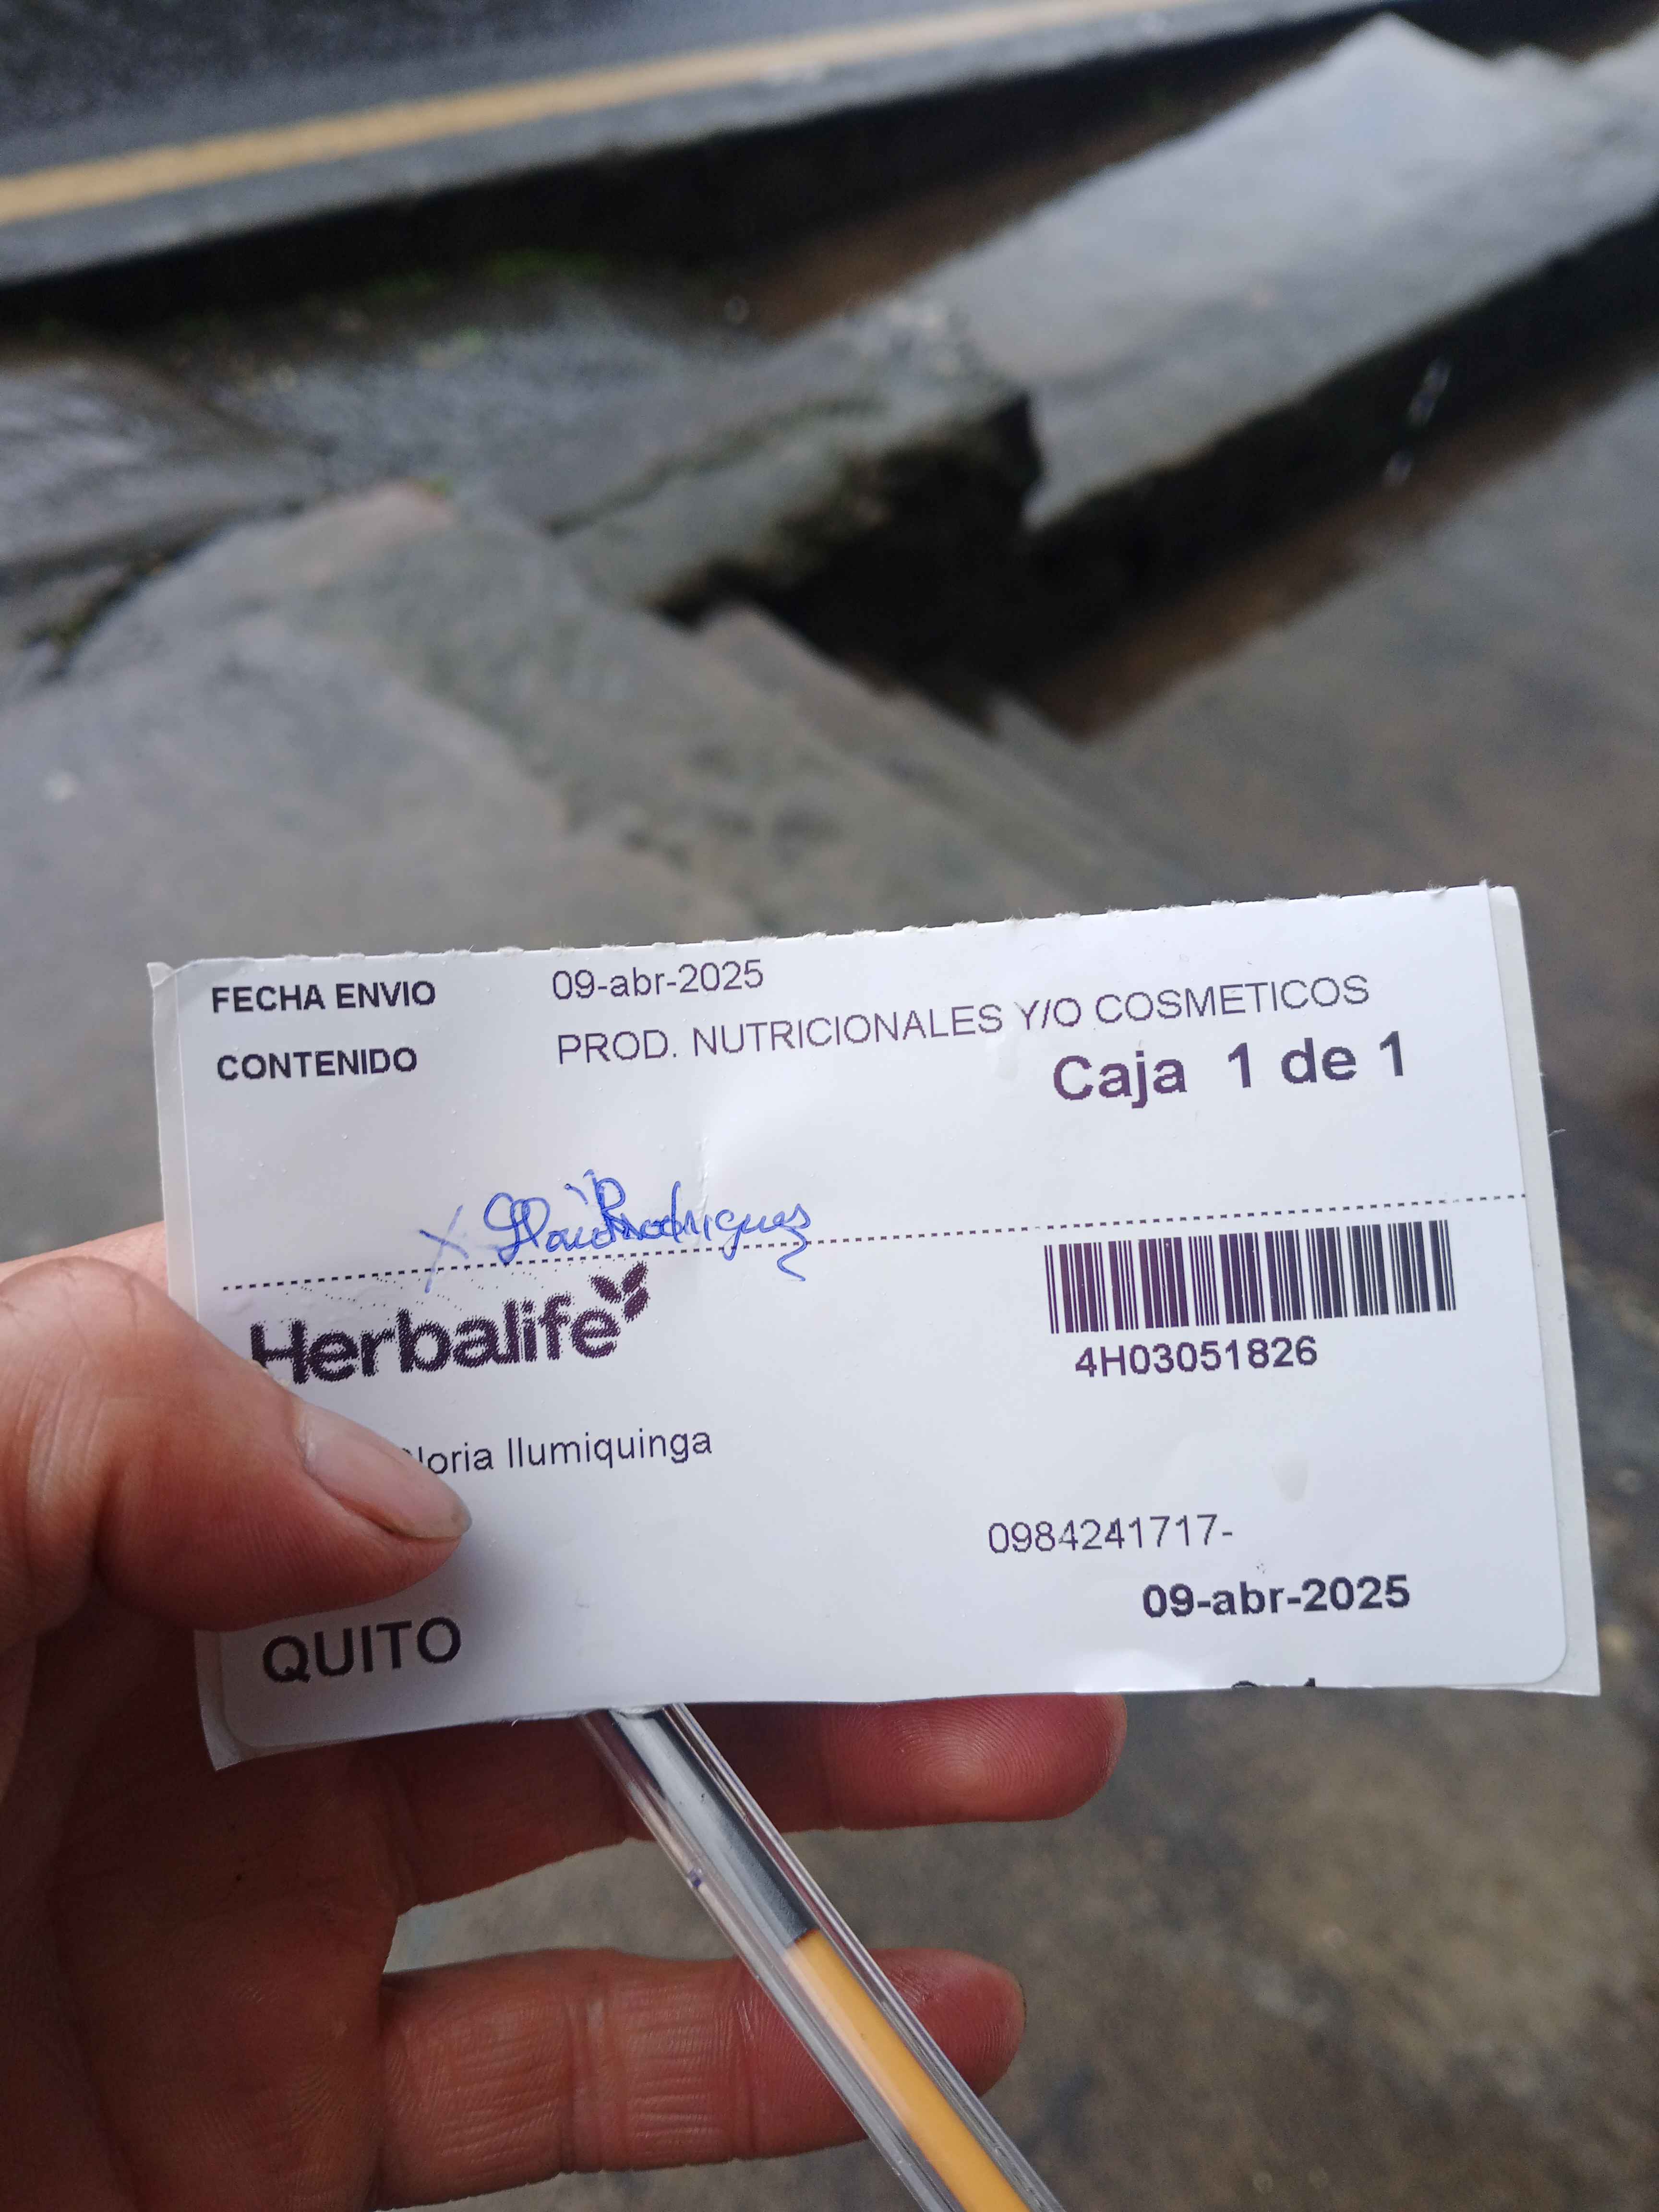 FECHA ENVIO 09-abr-2025
CONTENIDO PROD. NUTRICIONALES Y/O COSMETICOS
Caja 1 de 1
X Rodriguez
Herbalife
4H03051826
Ilumiquinga
0984241717-
09-abr-2025
QUITO